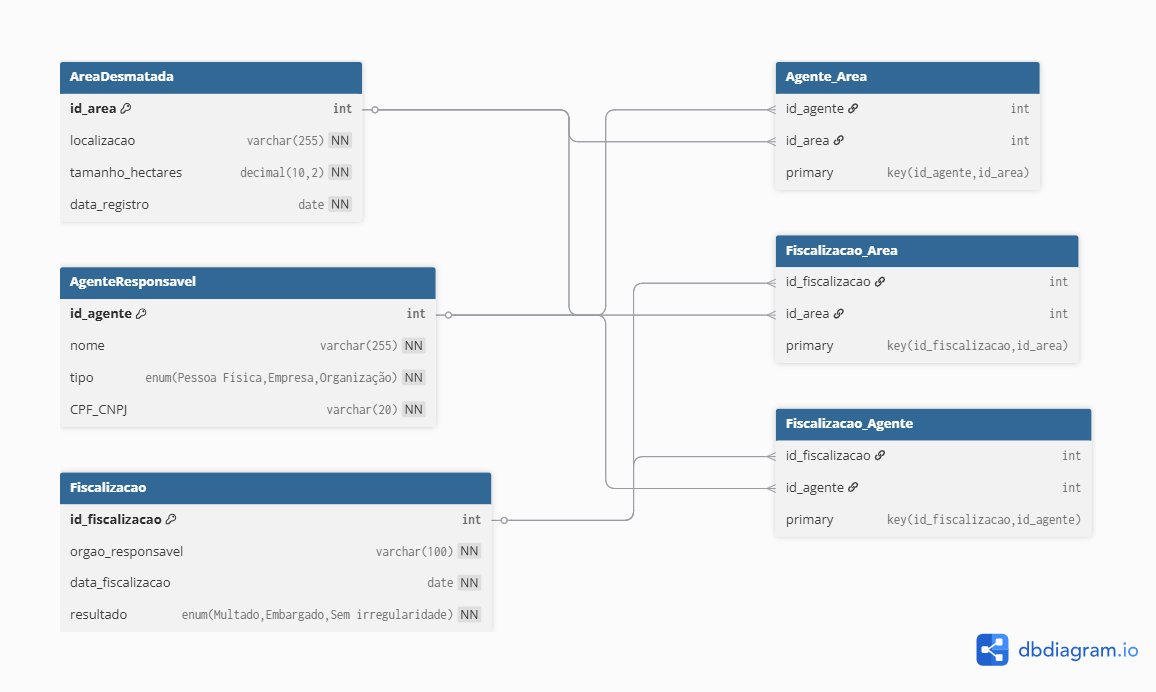 AreaDesmatada
id_area int
localizacao varchar(255) NN
tamanho_hectares decimal(10,2) NN
data_registro date NN
AgenteResponsavel
id_agente int
nome varchar(255) NN
tipo enum(Pessoa Física,Empresa,Organização) NN
CPF_CNPJ varchar(20) NN
Fiscalizacao
id_fiscalizacao int
orgao_responsavel varchar(100) NN
data_fiscalizacao date NN
resultado enum(Multado,Embargado,Sem irregularidade) NN
Agente_Area
id_agente int
id_area int
primary key(id_agente,id_area)
Fiscalizacao_Area
id_fiscalizacao int
id_area int
primary key(id_fiscalizacao,id_area)
Fiscalizacao_Agente
id_fiscalizacao int
id_agente int
primary key(id_fiscalizacao,id_agente)
dbdiagram.io